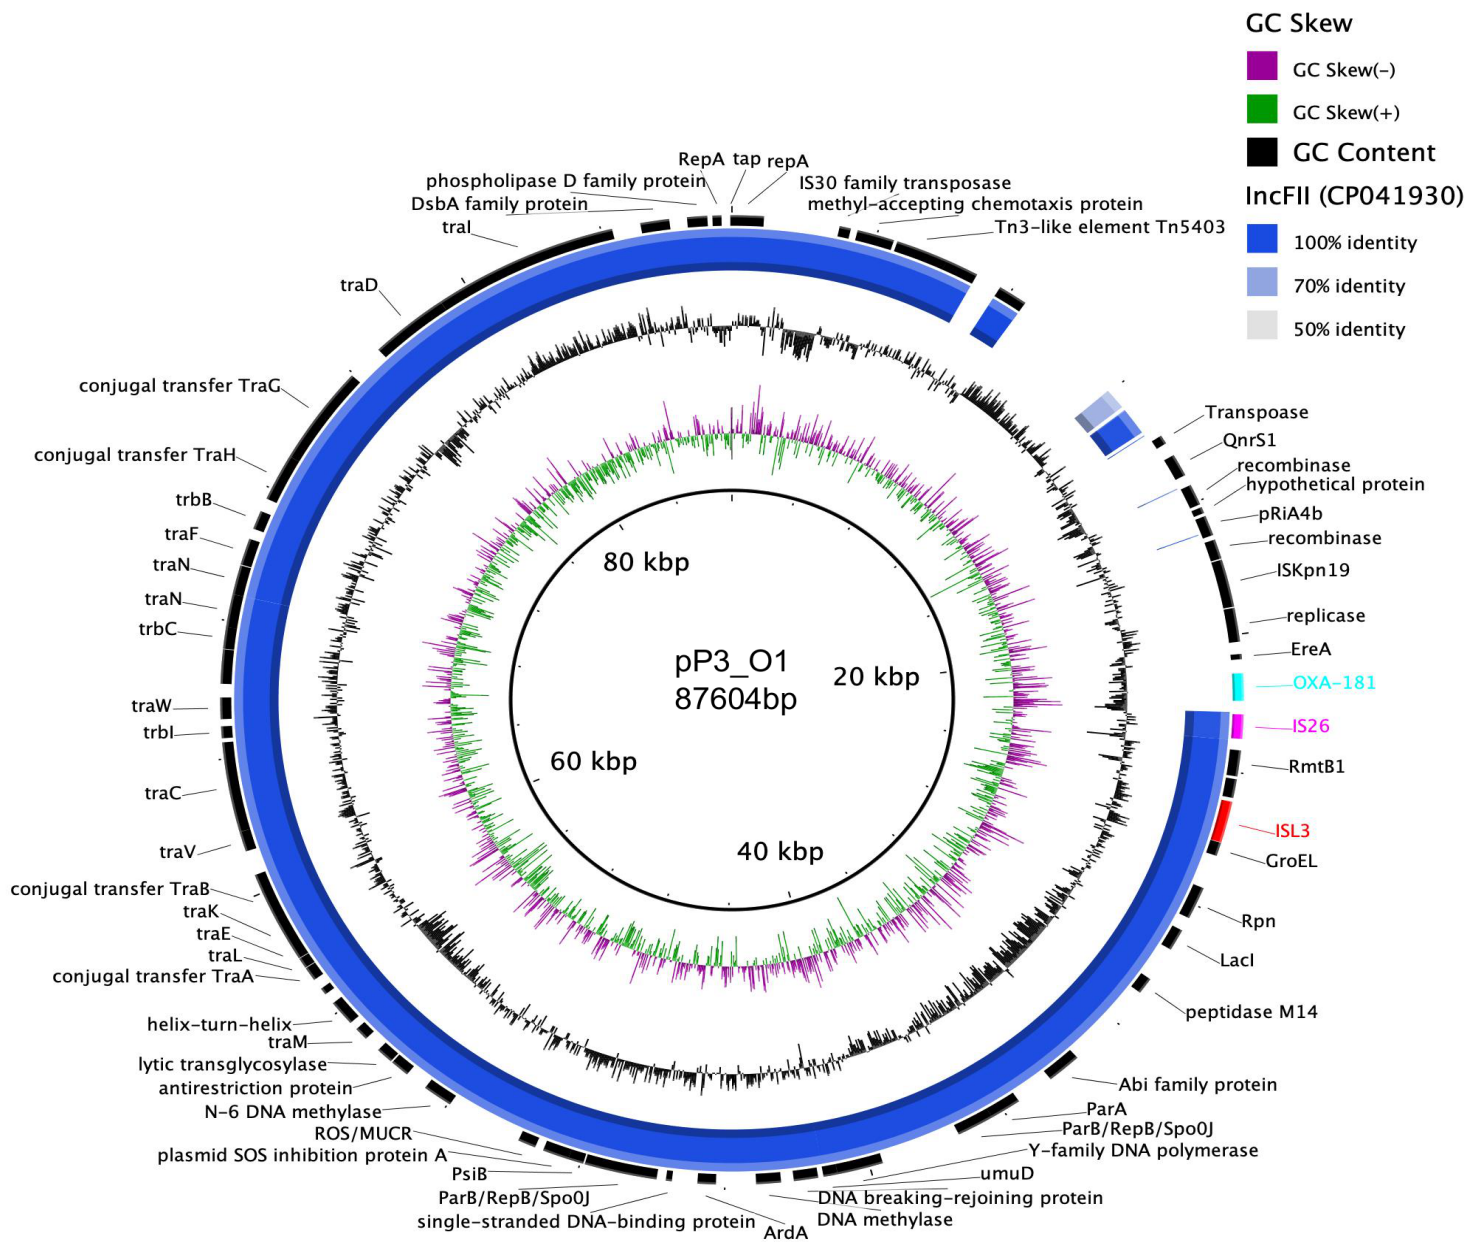 GC Skew
GC Skew(-)
GC Skew(+)
GC Content
IncFII (CP041930)
100% identity
70% identity
50% identity
RepA
tap
repA
phospholipase D family protein
IS30 family transposase
DsbA family protein
methyl-accepting chemotaxis protein
traI
Tn3-like element Tn5403
traD
conjugal transfer TraG
Transpoase
QnrS1
conjugal transfer TraH
recombinase
hypothetical protein
trbB
pRiA4b
traF
recombinase
traN
ISKpn19
traN
replicase
trbC
EreA
OXA-181
traW
IS26
trbI
RmtB1
traC
ISL3
traV
GroEL
conjugal transfer TraB
traK
Rpn
traE
traL
LacI
conjugal transfer TraA
peptidase M14
helix-turn-helix
traM
lytic transglycosylase
antirestriction protein
Abi family protein
N-6 DNA methylase
ParA
ROS/MUCR
ParB/RepB/Spo0J
plasmid SOS inhibition protein A
Y-family DNA polymerase
PsiB
umuD
ParB/RepB/Spo0J
DNA breaking-rejoining protein
single-stranded DNA-binding protein
DNA methylase
ArdA
80 kbp
pP3_O1
87604bp
20 kbp
60 kbp
40 kbp